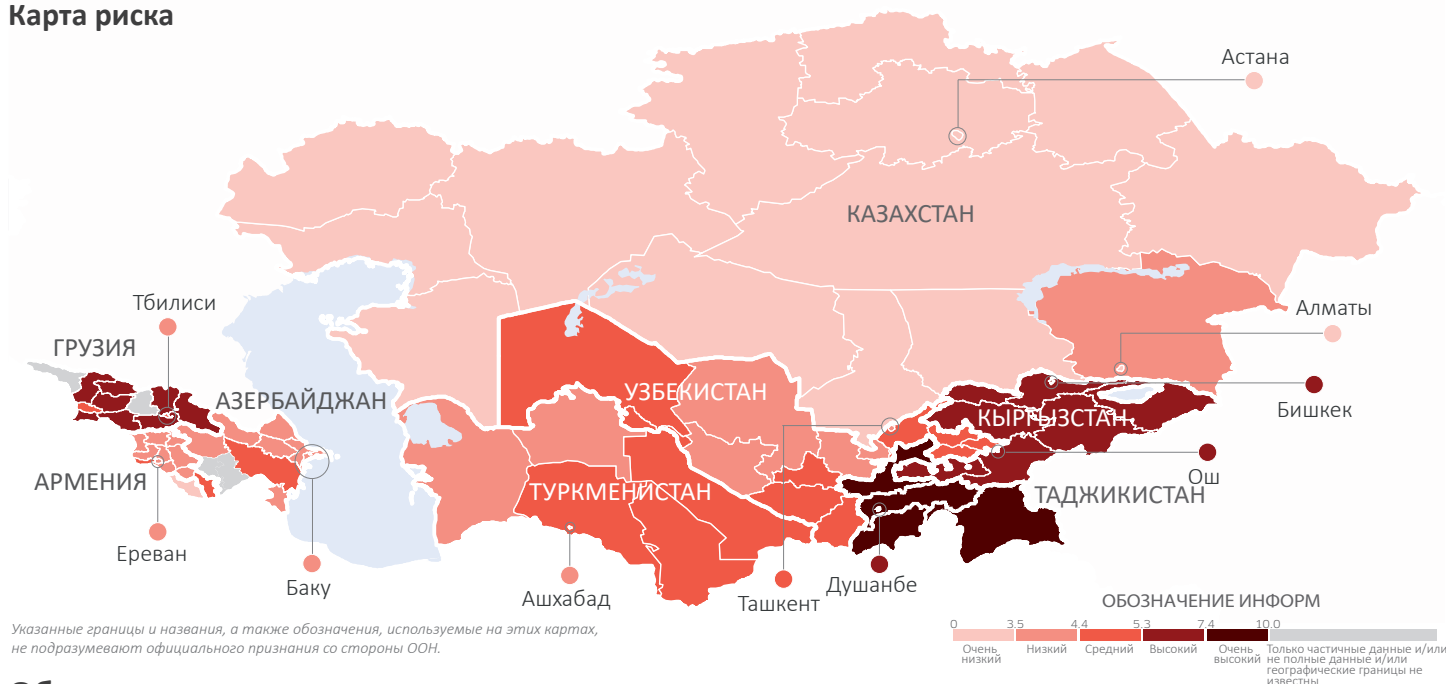 Карта риска
Астана
КАЗАХСТАН
Тбилиси
Алматы
ГРУЗИЯ
УЗБЕКИСТАН
АЗЕРБАЙДЖАН
Бишкек
КЫРГЫЗСТАН
Ош
АРМЕНИЯ
ТУРКМЕНИСТАН
ТАДЖИКИСТАН
Ереван
Баку
Ашхабад
Ташкент
Душанбе
Указанные границы и названия, а также обозначения, используемые на этих картах,
не подразумевают официального признания со стороны ООН.
ОБОЗНАЧЕНИЕ ИНФОРМ
0 3.5 4.4 5.3 7.4 10.0
Очень низкий
Низкий
Средний
Высокий
Очень высокий
Только частичные данные и/или
не полные данные и/или
географические границы не
известны